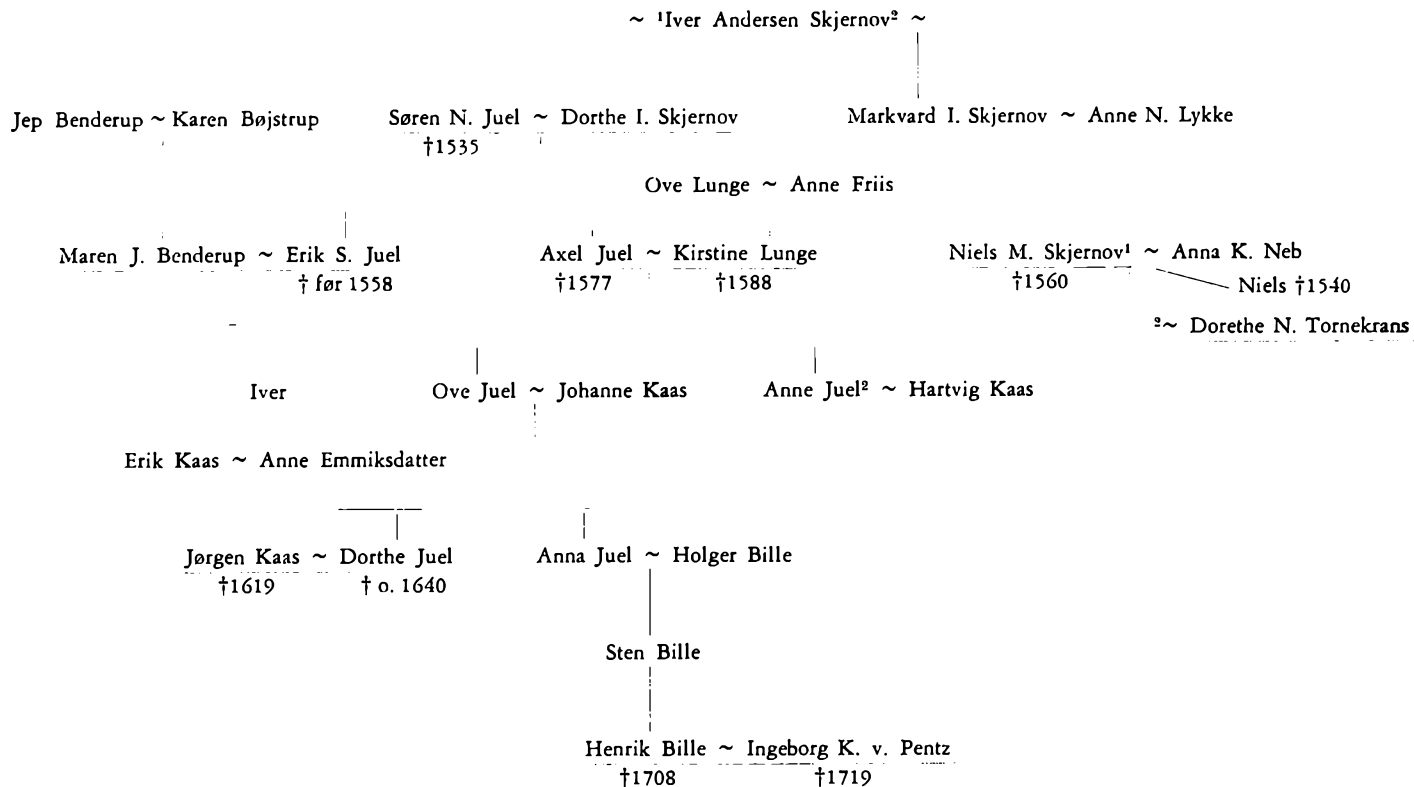 ~ ¹Iver Andersen Skjernov² ~
Jep Benderup ~ Karen Bøjstrup Søren N. Juel ~ Dorthe I. Skjernov Markvard I. Skjernov ~ Anne N. Lykke
†1535
Ove Lunge ~ Anne Friis
Maren J. Benderup ~ Erik S. Juel Axel Juel ~ Kirstine Lunge Niels M. Skjernov¹ ~ Anna K. Neb
† før 1558 †1577 †1588 †1560 Niels †1540
²~ Dorethe N. Tornekrans
Iver Ove Juel ~ Johanne Kaas Anne Juel² ~ Hartvig Kaas
Erik Kaas ~ Anne Emmiksdatter
Jørgen Kaas ~ Dorthe Juel Anna Juel ~ Holger Bille
†1619 † o. 1640
Sten Bille
Henrik Bille ~ Ingeborg K. v. Pentz
†1708 †1719